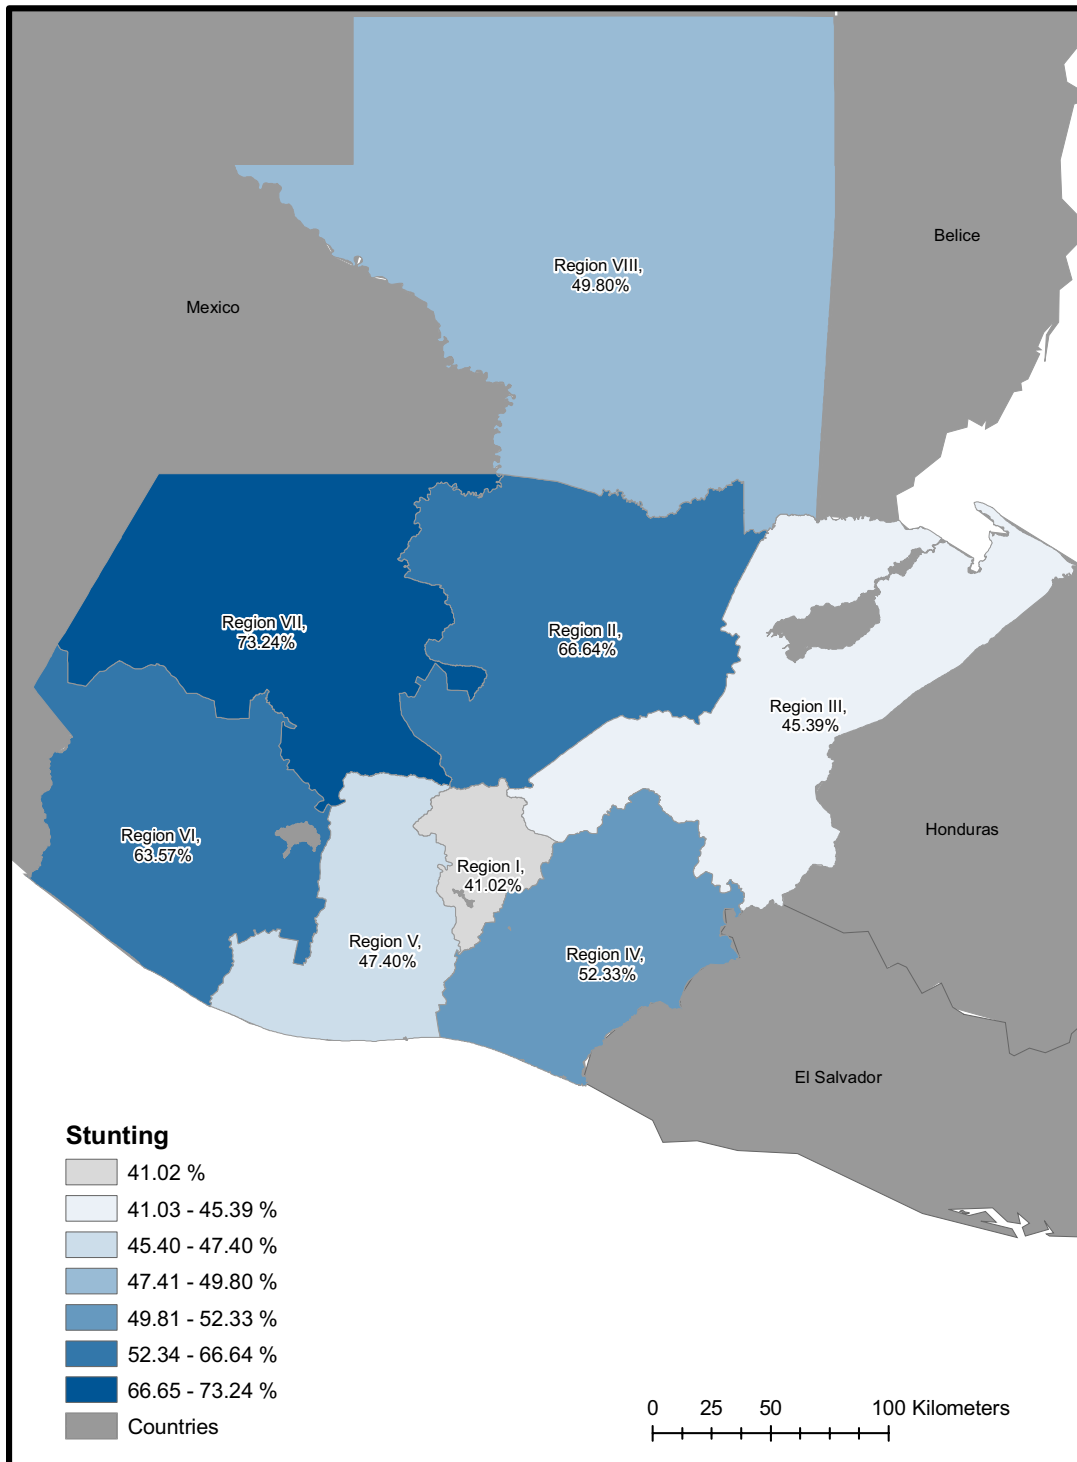 Belice
Region VIII,
49.80%
Mexico
Region VII,
73.24%
Region II,
66.64%
Region III,
45.39%
Region VI,
63.57%
Honduras
Region I,
41.02%
Region V,
47.40%
Region IV,
52.33%
El Salvador
Stunting
41.02 %
41.03 - 45.39 %
45.40 - 47.40 %
47.41 - 49.80 %
49.81 - 52.33 %
52.34 - 66.64 %
66.65 - 73.24 %
Countries
0 25 50 100 Kilometers